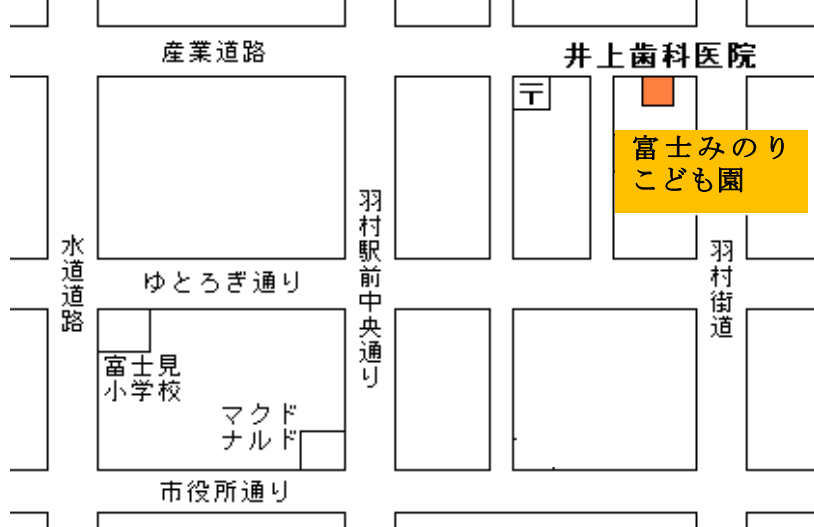 産業道路
井上歯科医院
〒
富士みのり
こども園
羽村駅前中央通り
水道道路
ゆとろぎ通り
羽村街道
富士見
小学校
マクド
ナルド
市役所通り